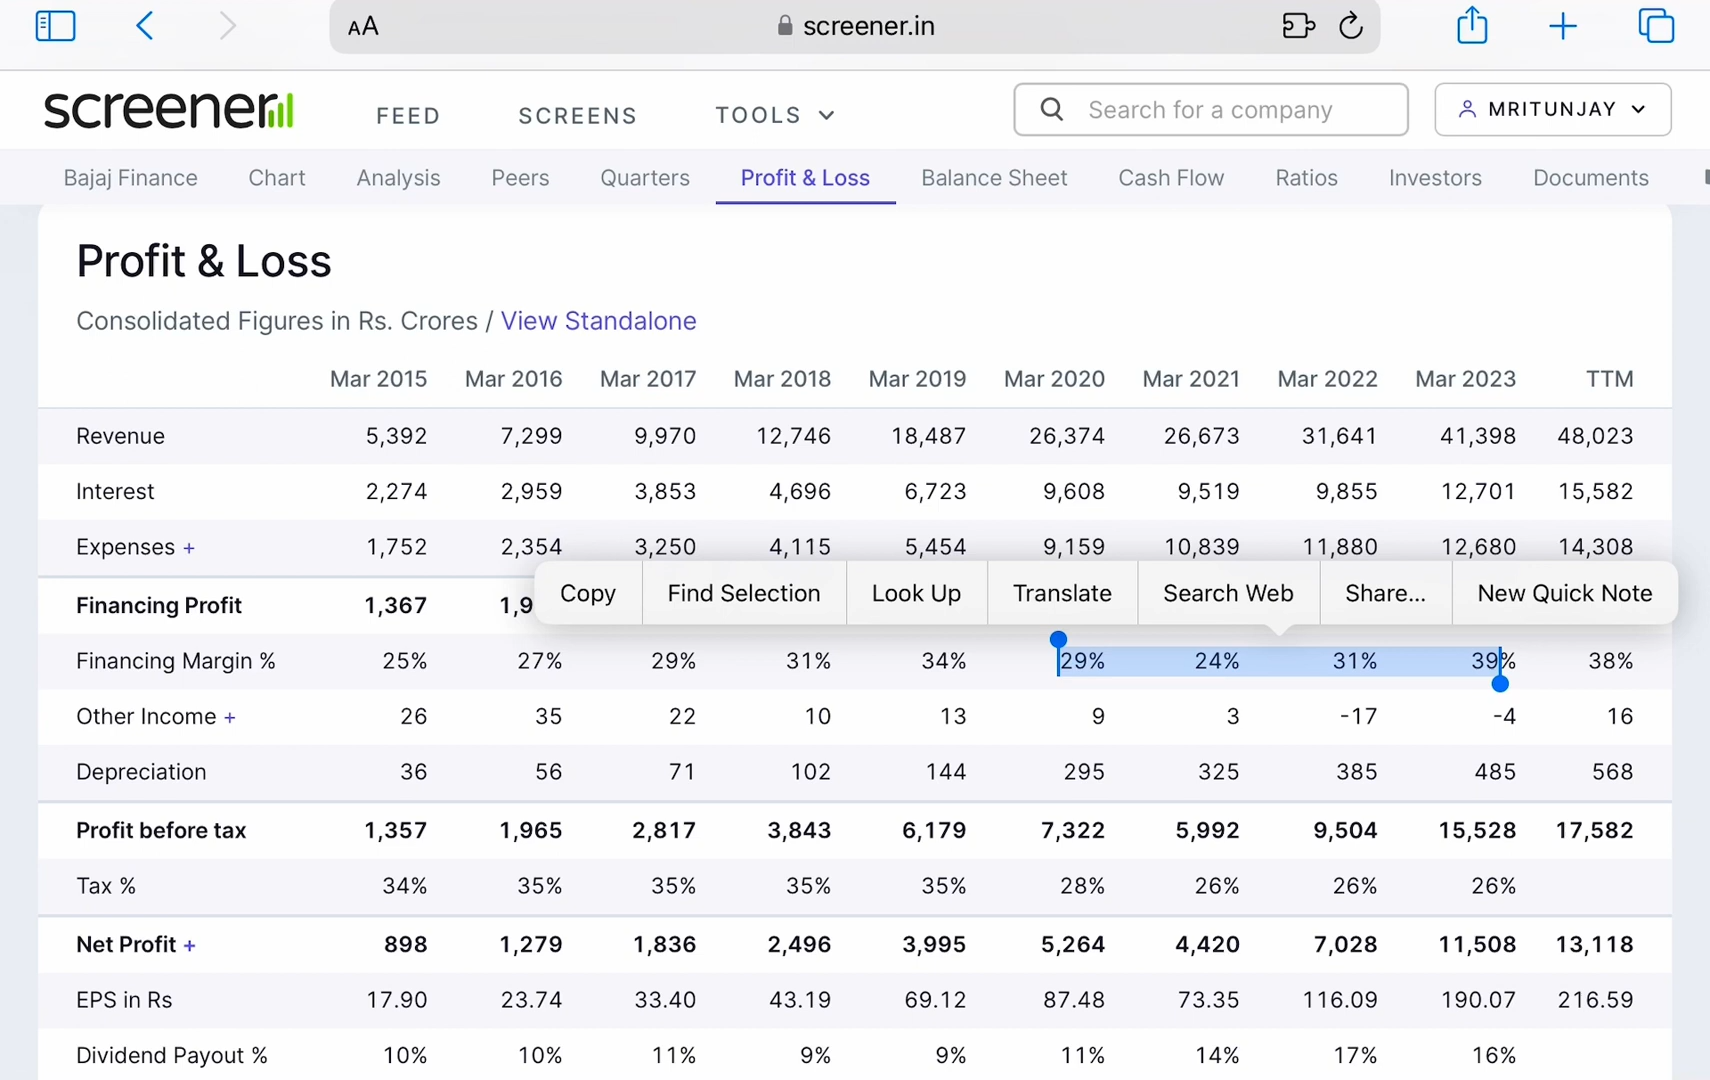 AA screener.in
screener FEED SCREENS TOOLS Search for a company MRITUNJAY
Bajaj Finance Chart Analysis Peers Quarters Profit & Loss Balance Sheet Cash Flow Ratios Investors Documents
Profit & Loss
Consolidated Figures in Rs. Crores / View Standalone
Mar 2015 Mar 2016 Mar 2017 Mar 2018 Mar 2019 Mar 2020 Mar 2021 Mar 2022 Mar 2023 TTM
Revenue 5,392 7,299 9,970 12,746 18,487 26,374 26,673 31,641 41,398 48,023
Interest 2,274 2,959 3,853 4,696 6,723 9,608 9,519 9,855 12,701 15,582
Expenses + 1,752 2,354 3,250 4,115 5,454 9,159 10,839 11,880 12,680 14,308
Copy Find Selection Look Up Translate Search Web Share... New Quick Note
Financing Profit 1,367 1,9
Financing Margin % 25% 27% 29% 31% 34% 29% 24% 31% 39% 38%
Other Income + 26 35 22 10 13 9 3 -17 -4 16
Depreciation 36 56 71 102 144 295 325 385 485 568
Profit before tax 1,357 1,965 2,817 3,843 6,179 7,322 5,992 9,504 15,528 17,582
Tax % 34% 35% 35% 35% 35% 28% 26% 26% 26%
Net Profit + 898 1,279 1,836 2,496 3,995 5,264 4,420 7,028 11,508 13,118
EPS in Rs 17.90 23.74 33.40 43.19 69.12 87.48 73.35 116.09 190.07 216.59
Dividend Payout % 10% 10% 11% 9% 9% 11% 14% 17% 16%